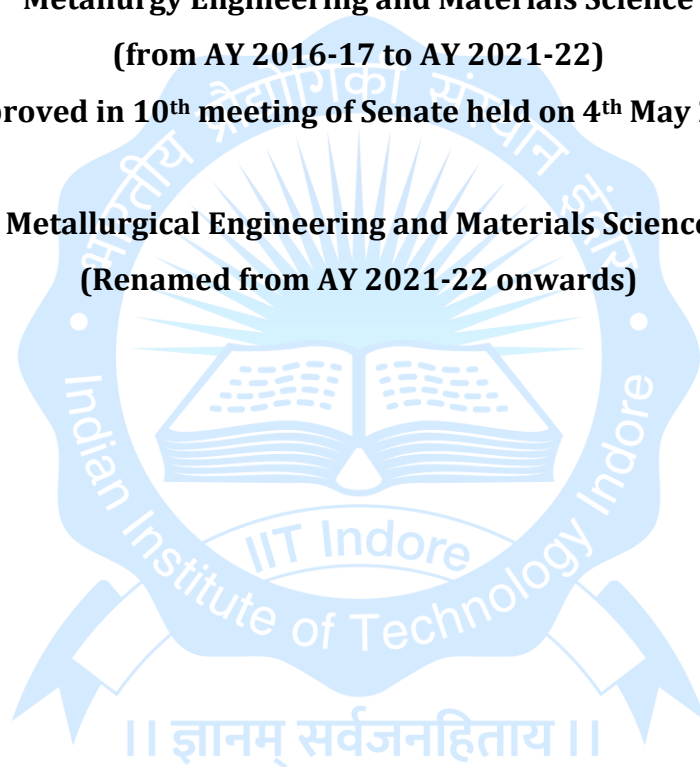 Metallurgy Engineering and Materials Science
(from AY 2016-17 to AY 2021-22)
proved in 10th meeting of Senate held on 4th May
Metallurgical Engineering and Materials Science
(Renamed from AY 2021-22 onwards)
भारतीय प्रौद्योगिकी संस्थान इंदौर
IIT Indore
Indian Institute of Technology Indore
।। ज्ञानम् सर्वजनहिताय ।।